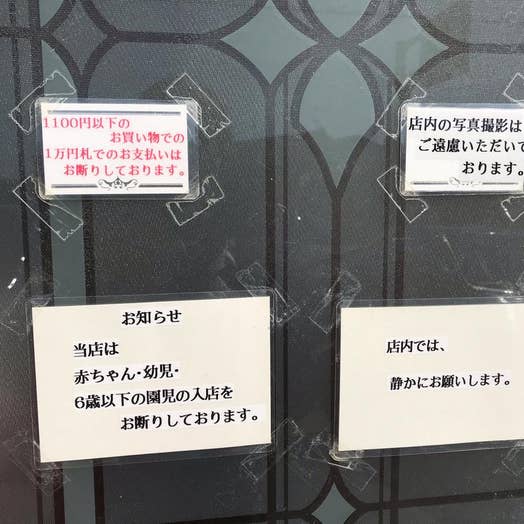 1100円以下の
お買い物での
1万円札でのお支払いは
お断りしております。
店内の写真撮影は
ご遠慮いただいて
おります。
お知らせ
当店は
赤ちゃん・幼児・
6歳以下の園児の入店を
お断りしております。
店内では、
静かにお願いします。